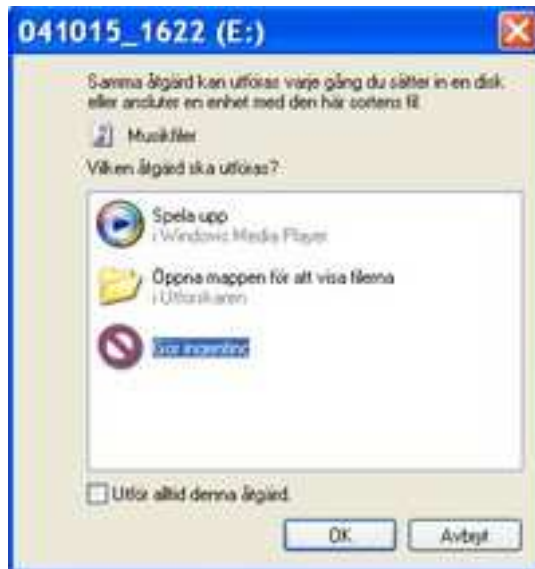 041015_1622 (E:)
Samma åtgärd kan utföras varje gång du sätter in en disk
eller ansluter en enhet med den här sortens fil:
Musikfiler
Vilken åtgärd ska utföras?
Spela upp
i Windows Media Player
Öppna mappen för att visa filerna
i Utforskaren
Gör ingenting
Utför alltid denna åtgärd.
OK
Avbryt